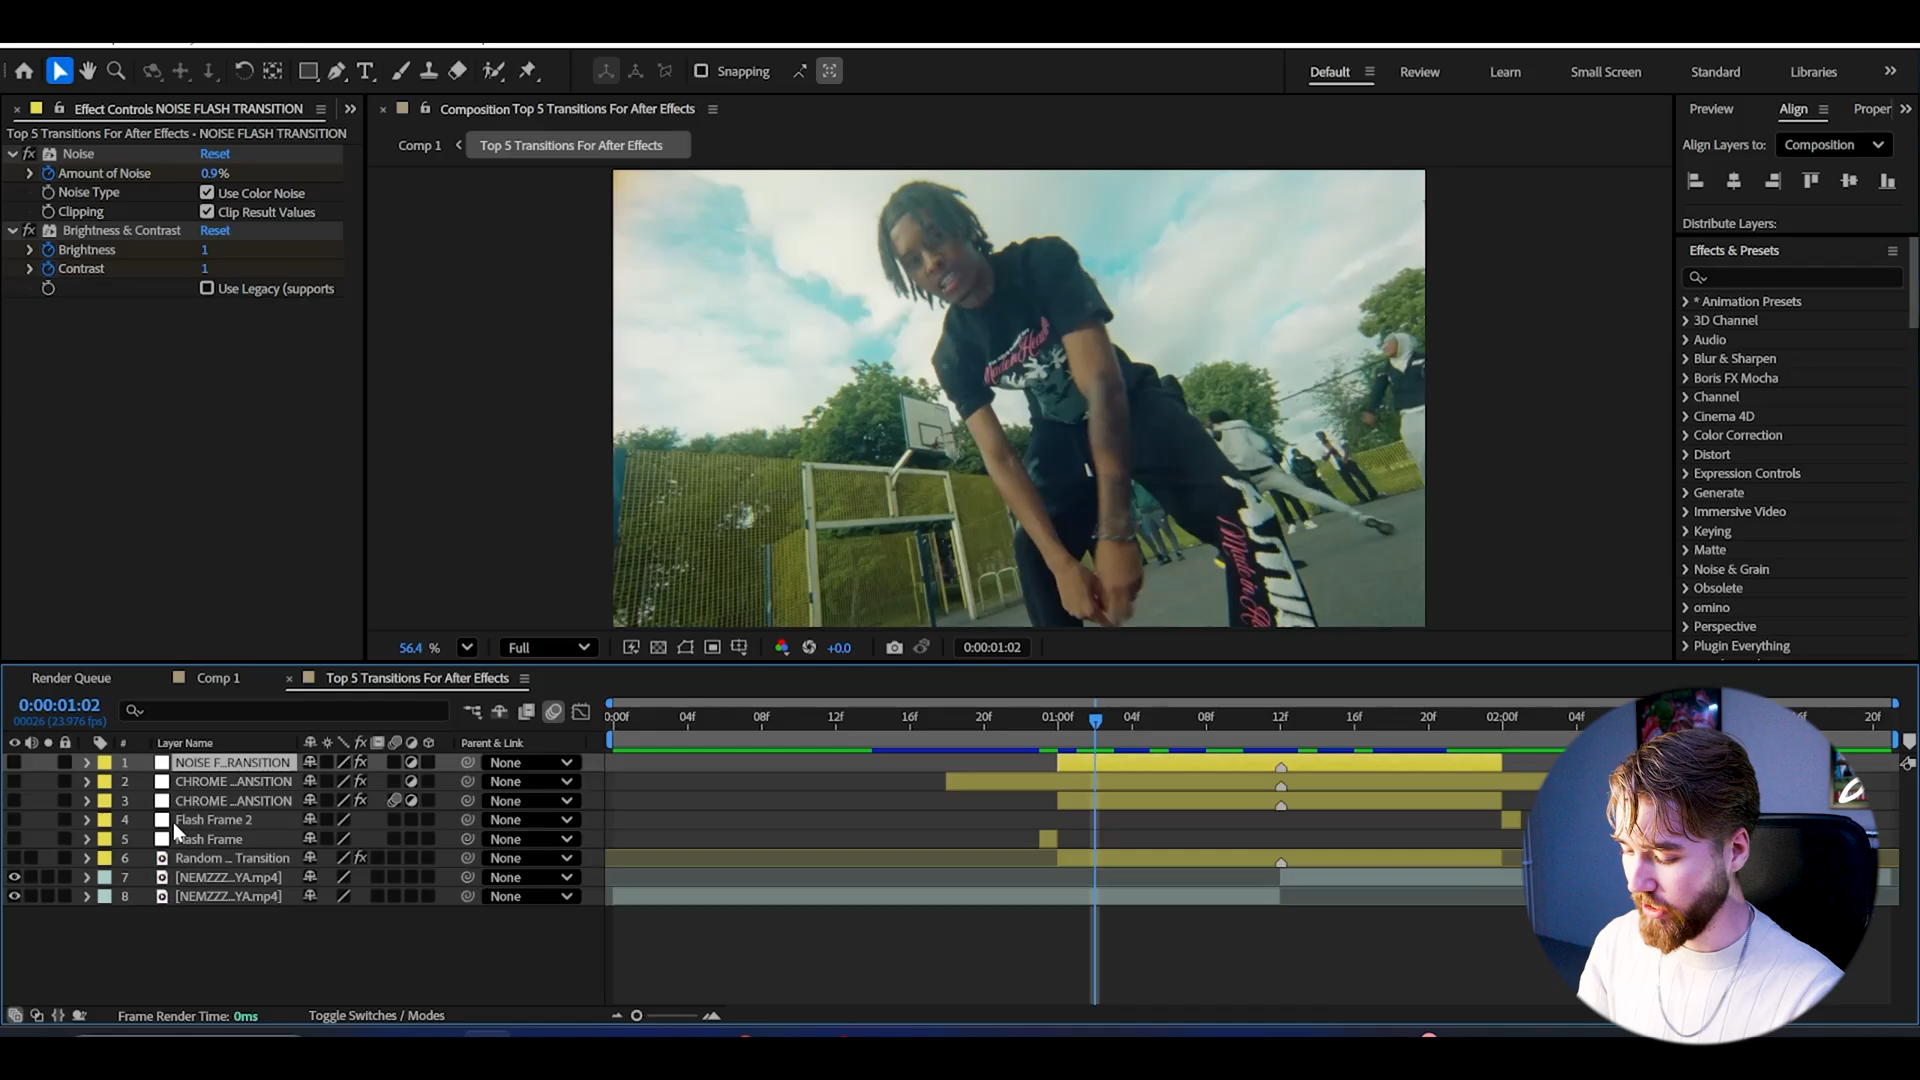 Snapping
Default
Review
Learn
Small Screen
Standard
Libraries
Effect Controls NOISE FLASH TRANSITION
Composition Top 5 Transitions For After Effects
Preview
Align
Proper
Top 5 Transitions For After Effects • NOISE FLASH TRANSITION
Comp 1
Top 5 Transitions For After Effects
Align Layers to:
Composition
fx Noise Reset
Amount of Noise 0.9%
Noise Type Use Color Noise
Clipping Clip Result Values
fx Brightness & Contrast Reset
Brightness 1
Contrast 1
Use Legacy (supports
Distribute Layers:
Effects & Presets
* Animation Presets
3D Channel
Audio
Blur & Sharpen
Boris FX Mocha
Channel
Cinema 4D
Color Correction
Distort
Expression Controls
Generate
Immersive Video
Keying
Matte
Noise & Grain
Obsolete
omino
Perspective
Plugin Everything
Made in
56.4 %
Full
+0.0
0:00:01:02
Render Queue
Comp 1
Top 5 Transitions For After Effects
0:00:01:02
00026 (23.976 fps)
0:00f 04f 08f 12f 16f 20f 01:00f 04f 08f 12f 16f 20f 02:00f 04f 20f
# Layer Name fx Parent & Link
1 NOISE F...RANSITION fx None
2 CHROME ...ANSITION fx None
3 CHROME ...ANSITION fx None
4 Flash Frame 2 None
5 Flash Frame None
6 Random ... Transition fx None
7 [NEMZZZ...YA.mp4] None
8 [NEMZZZ...YA.mp4] None
Frame Render Time: 0ms
Toggle Switches / Modes